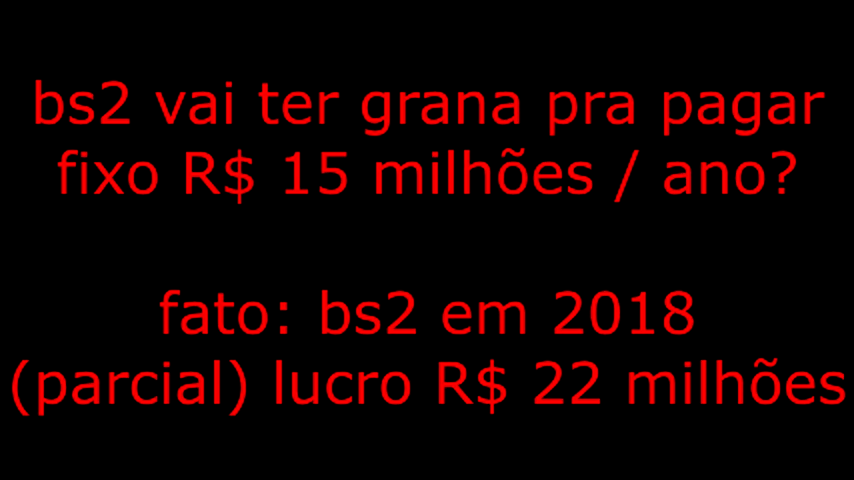 bs2 vai ter grana pra pagar
fixo R$ 15 milhões / ano?
fato: bs2 em 2018
(parcial) lucro R$ 22 milhões